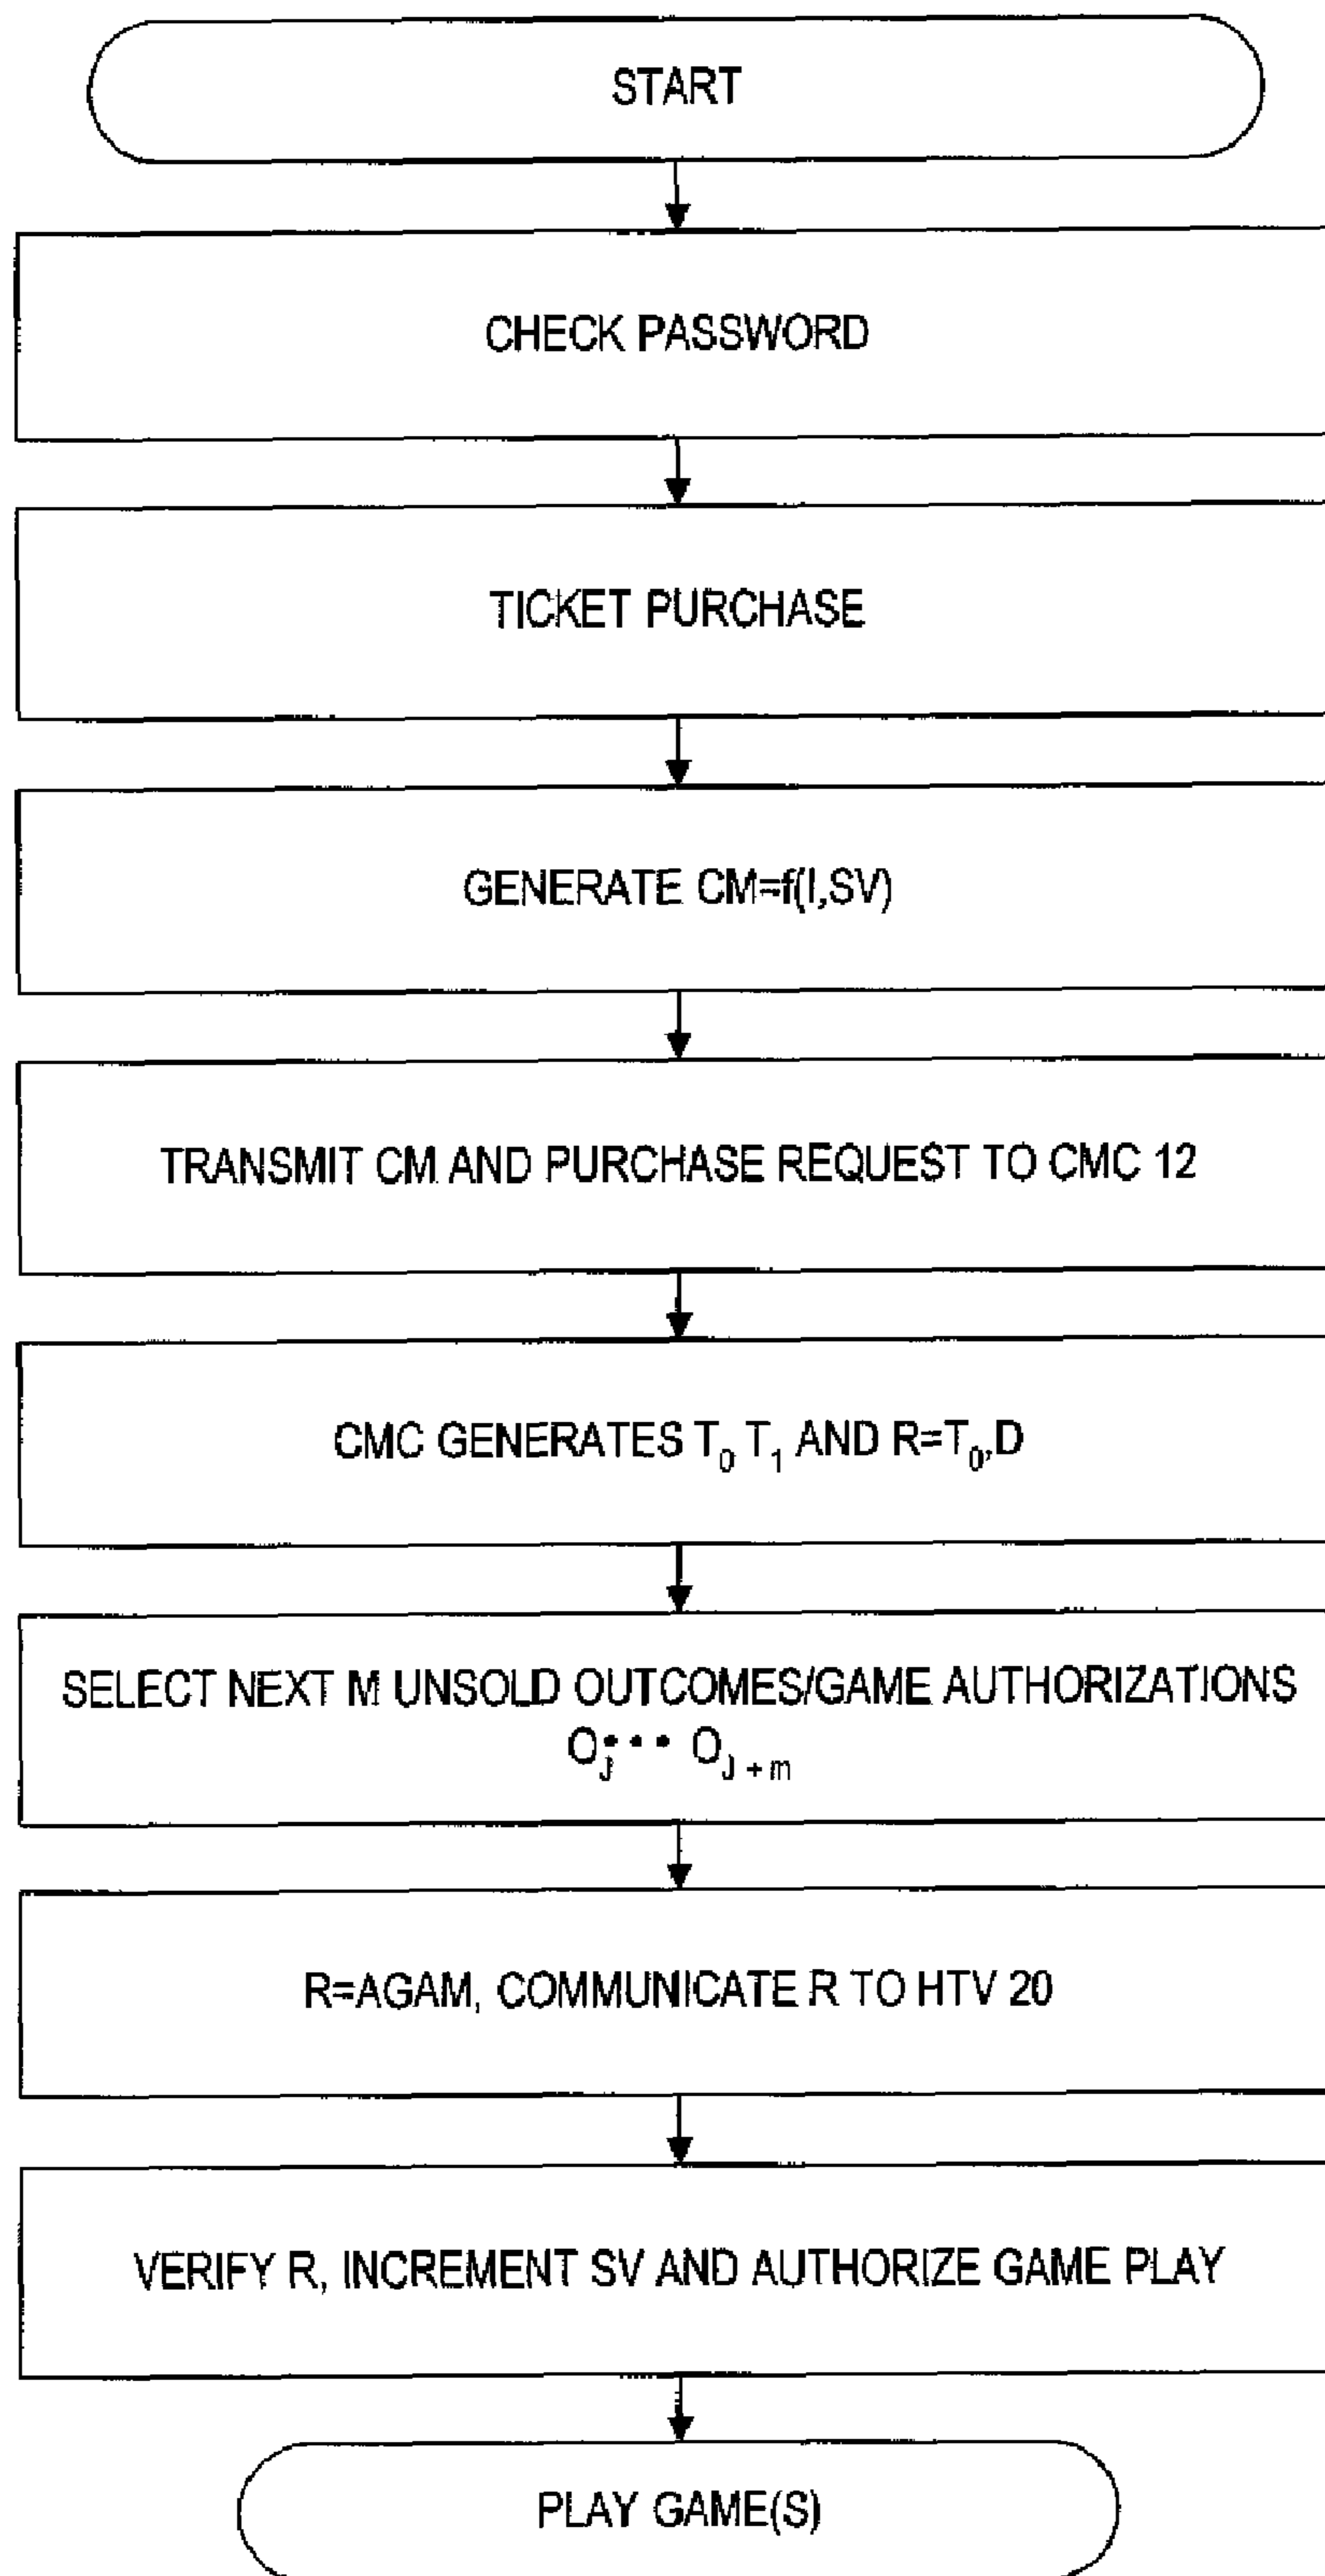 START
CHECK PASSWORD
TICKET PURCHASE
GENERATE CM=f(I,SV)
TRANSMIT CM AND PURCHASE REQUEST TO CMC 12
CMC GENERATES T₀ T₁ AND R=T₀,D
SELECT NEXT M UNSOLD OUTCOMES/GAME AUTHORIZATIONS
O_J••• O_J+m
R=AGAM, COMMUNICATE R TO HTV 20
VERIFY R, INCREMENT SV AND AUTHORIZE GAME PLAY
PLAY GAME(S)